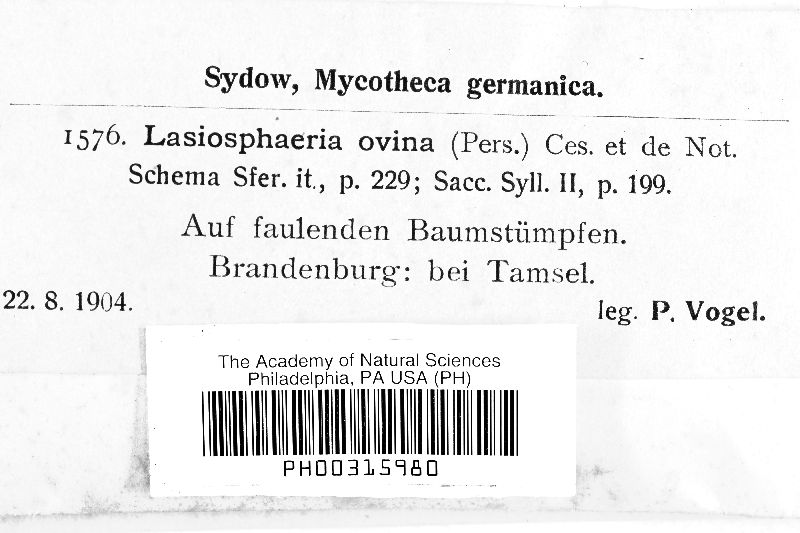 Sydow, Mycotheca germanica.
1576. Lasiosphaeria ovina (Pers.) Ces. et de Not.
Schema Sfer. it., p. 229; Sacc. Syll. II, p. 199.
Auf faulenden Baumstümpfen.
Brandenburg: bei Tamsel.
22. 8. 1904. leg. P. Vogel.
The Academy of Natural Sciences
Philadelphia, PA USA (PH)
PH00315980